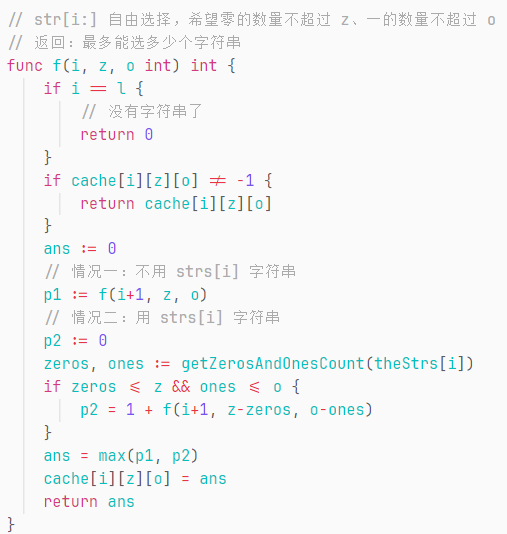 // str[i:] 自由选择，希望零的数量不超过 z、一的数量不超过 o
// 返回：最多能选多少个字符串
func f(i, z, o int) int {
    if i == l {
        // 没有字符串了
        return 0
    }
    if cache[i][z][o] != -1 {
        return cache[i][z][o]
    }
    ans := 0
    // 情况一：不用 strs[i] 字符串
    p1 := f(i+1, z, o)
    // 情况二：用 strs[i] 字符串
    p2 := 0
    zeros, ones := getZerosAndOnesCount(theStrs[i])
    if zeros <= z && ones <= o {
        p2 = 1 + f(i+1, z-zeros, o-ones)
    }
    ans = max(p1, p2)
    cache[i][z][o] = ans
    return ans
}